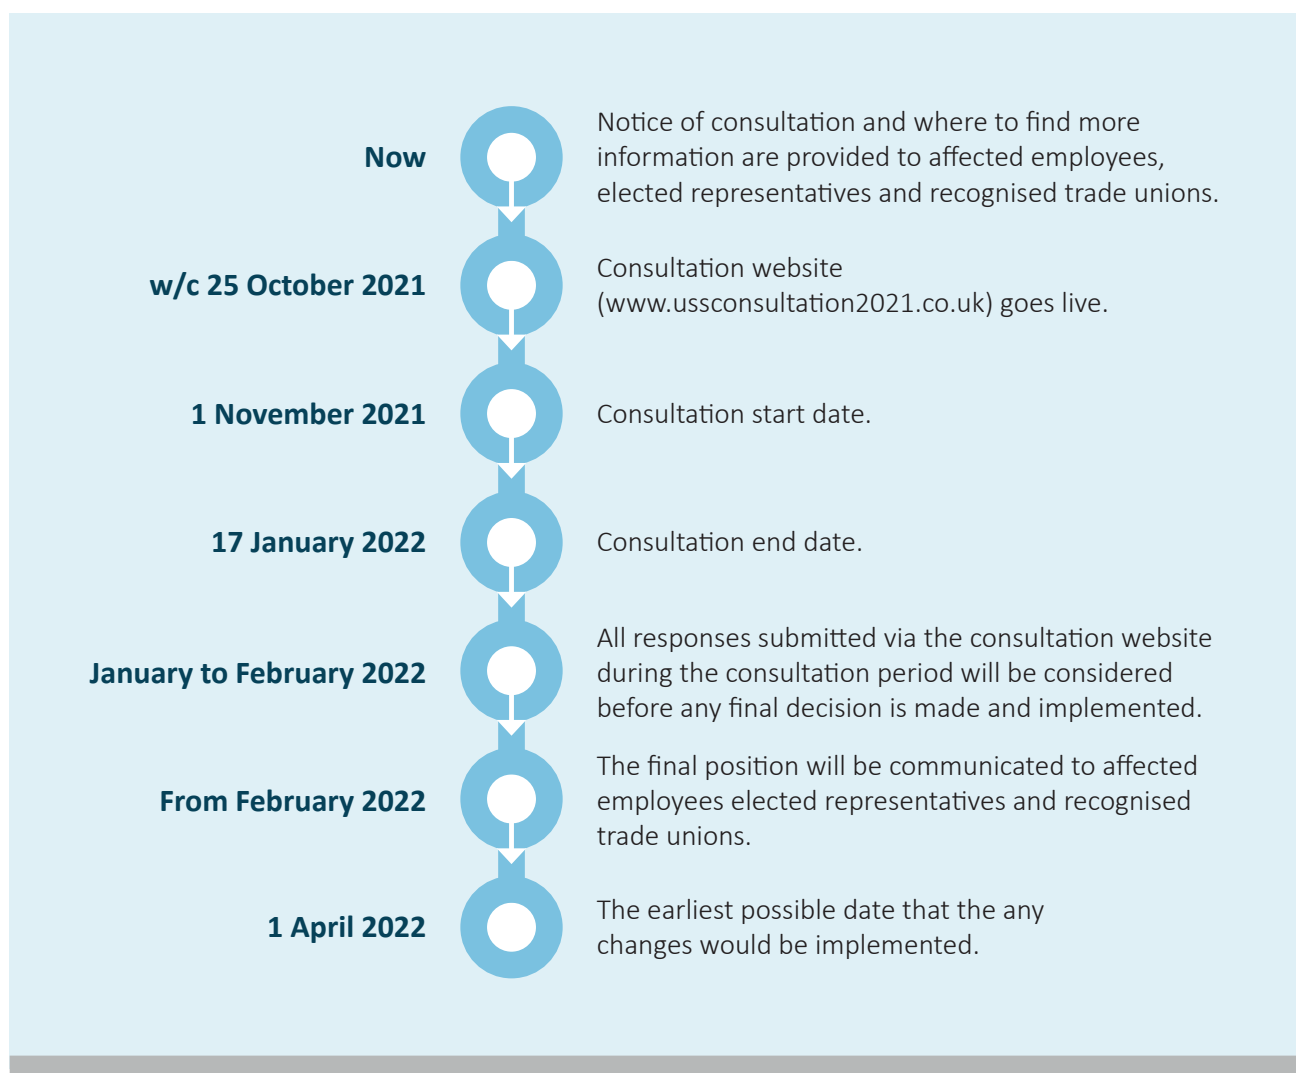 Now
Notice of consultation and where to find more
information are provided to affected employees,
elected representatives and recognised trade unions.
w/c 25 October 2021
Consultation website
(www.ussconsultation2021.co.uk) goes live.
1 November 2021
Consultation start date.
17 January 2022
Consultation end date.
January to February 2022
All responses submitted via the consultation website
during the consultation period will be considered
before any final decision is made and implemented.
From February 2022
The final position will be communicated to affected
employees elected representatives and recognised
trade unions.
1 April 2022
The earliest possible date that the any
changes would be implemented.